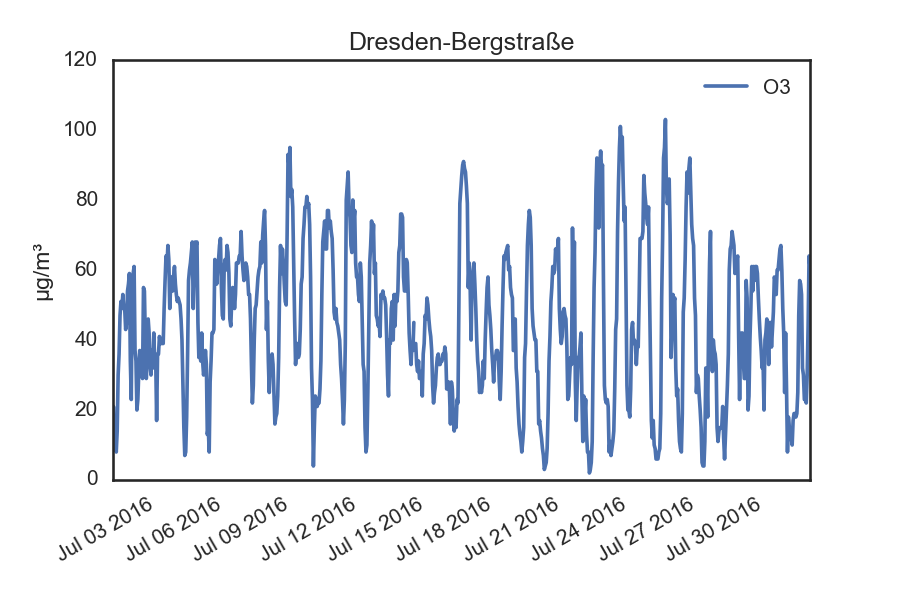 Dresden-Bergstraße
120
O3
100
80
60
40
20
0
µg/m³
Jul 03 2016
Jul 06 2016
Jul 09 2016
Jul 12 2016
Jul 15 2016
Jul 18 2016
Jul 21 2016
Jul 24 2016
Jul 27 2016
Jul 30 2016